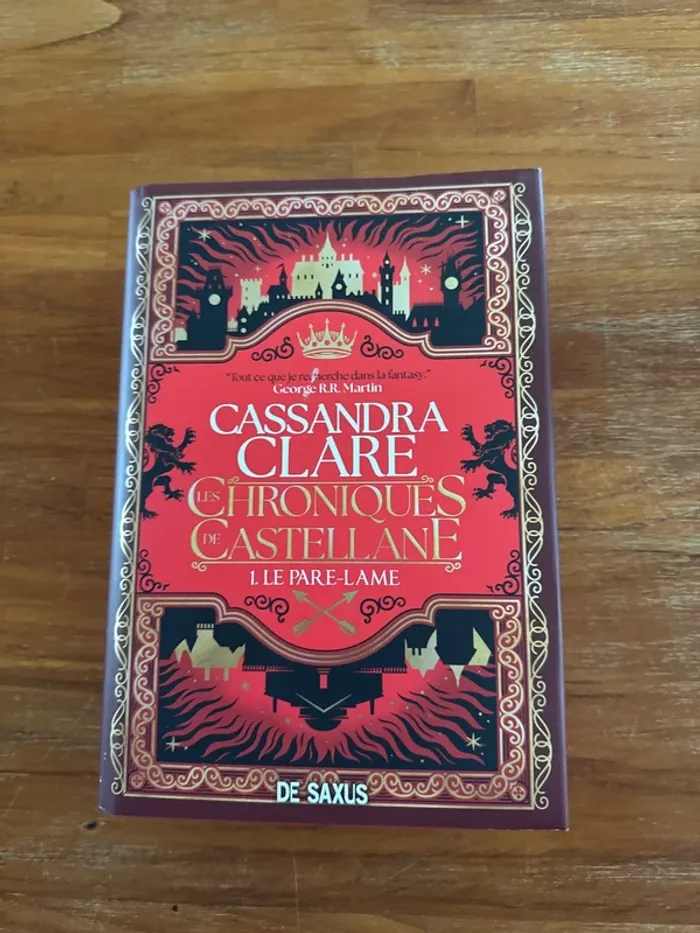 "Tout ce que je recherche dans la fantasy."
George R.R. Martin
CASSANDRA
CLARE
LES CHRONIQUES
DE CASTELLANE
1. LE PARE-LAME
DE SAXUS